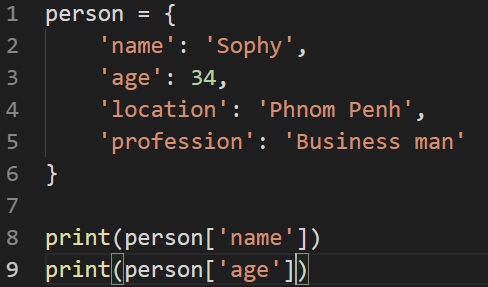 1 person = {
2     'name': 'Sophy',
3     'age': 34,
4     'location': 'Phnom Penh',
5     'profession': 'Business man'
6 }
7
8 print(person['name'])
9 print(person['age'])